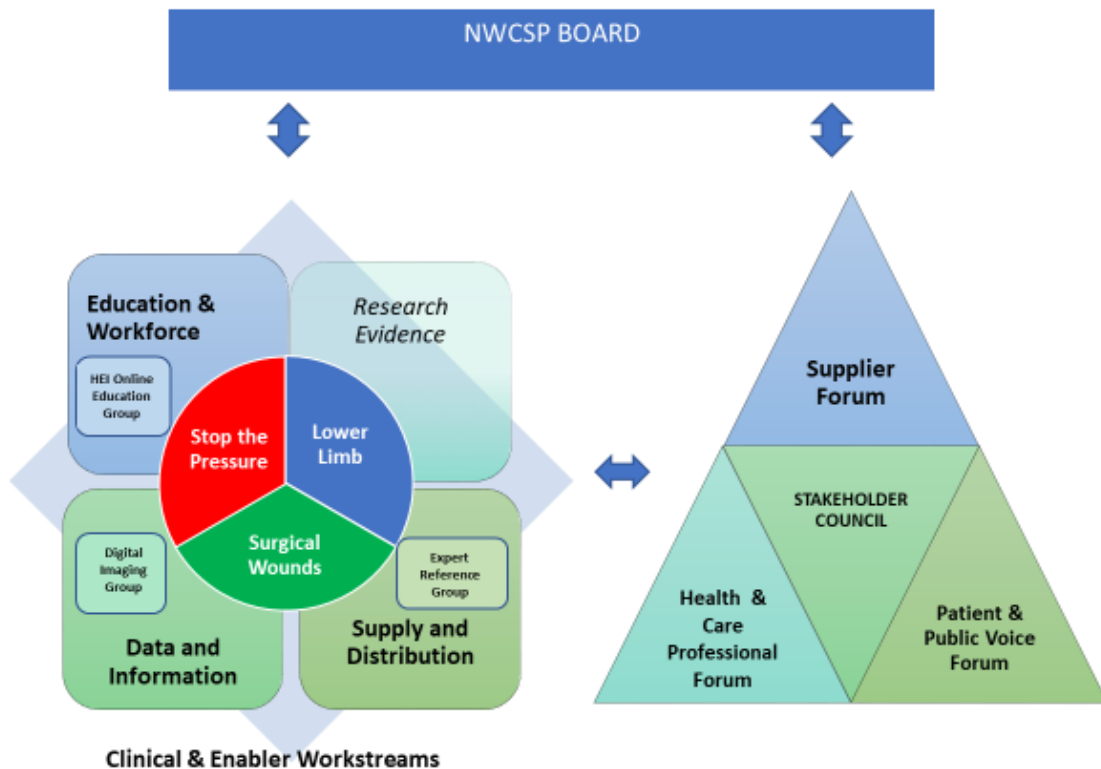 NWCSP BOARD
Education &
Workforce
HEI Online
Education
Group
Research
Evidence
Stop the
Pressure
Lower
Limb
Surgical
Wounds
Digital
Imaging
Group
Expert
Reference
Group
Data and
Information
Supply and
Distribution
Clinical & Enabler Workstreams
Supplier
Forum
STAKEHOLDER
COUNCIL
Health & 
Care
Professional
Forum
Patient &
Public Voice
Forum